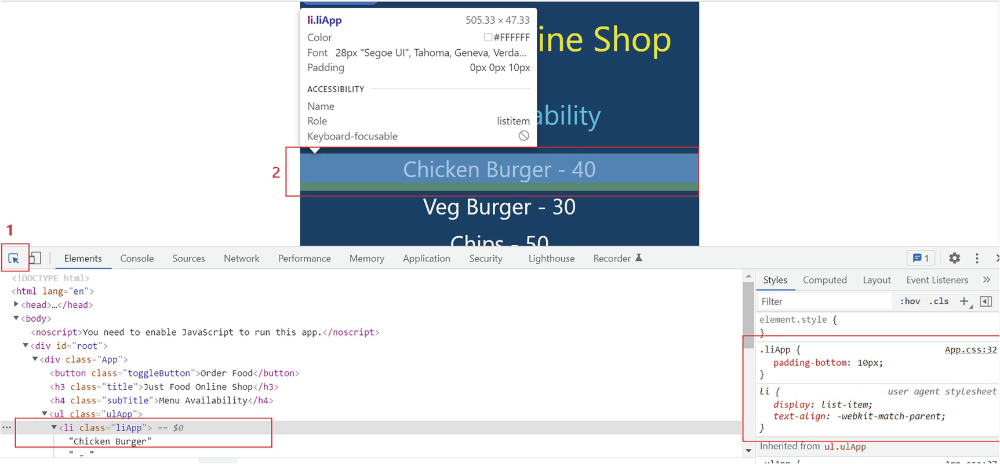 li.liApp 505.33 × 47.33
Color #FFFFFF
Font 28px "Segoe UI", Tahoma, Geneva, Verda...
Padding 0px 0px 10px
ACCESSIBILITY
Name
Role listitem
Keyboard-focusable
ine Shop
ability
2
Chicken Burger - 40
Veg Burger - 30
Chips - 50
1
Elements Console Sources Network Performance Memory Application Security Lighthouse Recorder 1
<!DOCTYPE html>
<html lang="en">
<head>…</head>
<body>
<noscript>You need to enable JavaScript to run this app.</noscript>
<div id="root">
<div class="App">
<button class="toggleButton">Order Food</button>
<h3 class="title">Just Food Online Shop</h3>
<h4 class="subTitle">Menu Availability</h4>
<ul class="ulApp">
<li class="liApp"> == $0
"Chicken Burger"
" - "
Styles Computed Layout Event Listeners »
Filter :hov .cls +
element.style {
}
.liApp { App.css:32
padding-bottom: 10px;
}
li { user agent stylesheet
display: list-item;
text-align: -webkit-match-parent;
}
Inherited from ul.ulApp
.ulApp { App.css:27